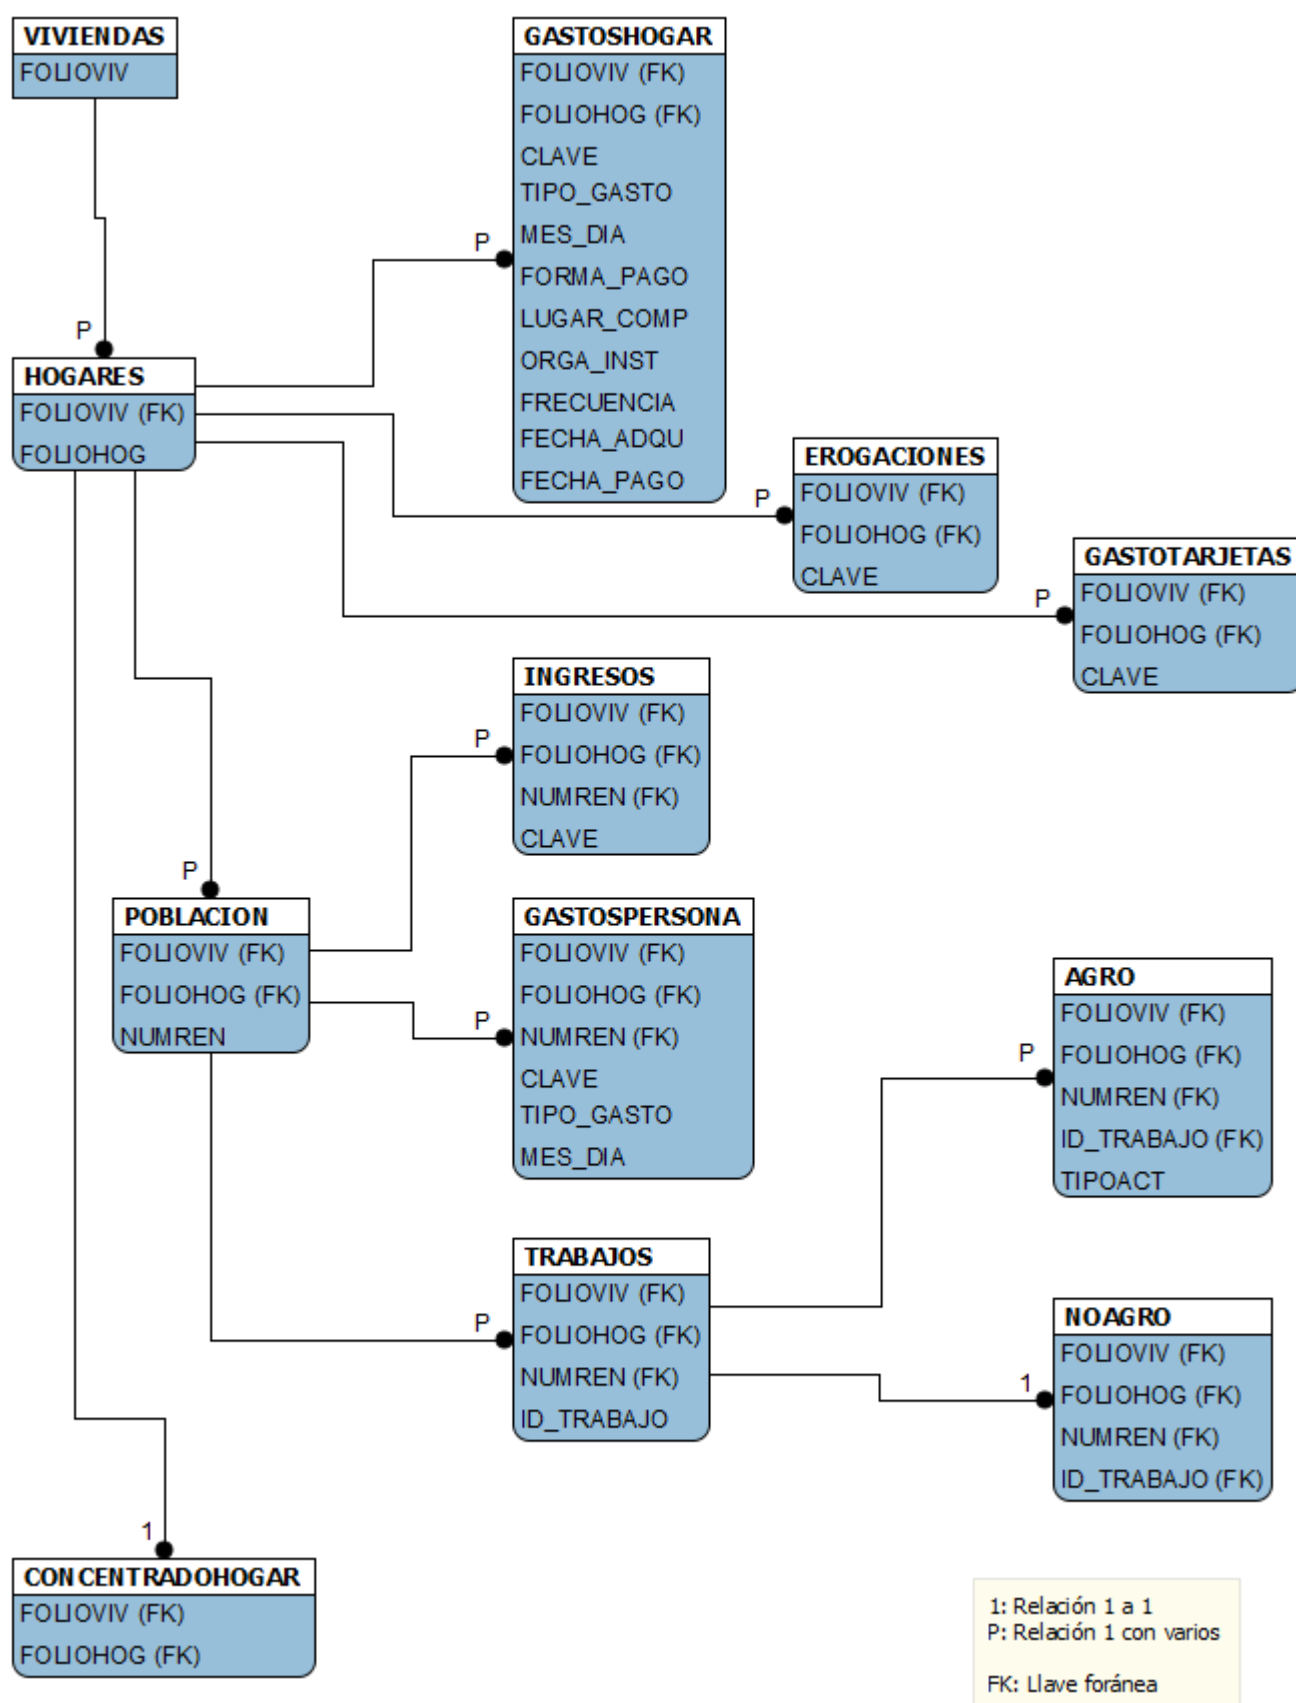 VIVIENDAS
FOLIOVIV
P
HOGARES
FOLIOVIV (FK)
FOLIOHOG
GASTOSHOGAR
FOLIOVIV (FK)
FOLIOHOG (FK)
CLAVE
TIPO_GASTO
MES_DIA
FORMA_PAGO
LUGAR_COMP
ORGA_INST
FRECUENCIA
FECHA_ADQU
FECHA_PAGO
P
EROGACIONES
FOLIOVIV (FK)
FOLIOHOG (FK)
CLAVE
P
GASTOTARJETAS
FOLIOVIV (FK)
FOLIOHOG (FK)
CLAVE
P
INGRESOS
FOLIOVIV (FK)
FOLIOHOG (FK)
NUMREN (FK)
CLAVE
P
P
POBLACION
FOLIOVIV (FK)
FOLIOHOG (FK)
NUMREN
GASTOSPERSONA
FOLIOVIV (FK)
FOLIOHOG (FK)
NUMREN (FK)
CLAVE
TIPO_GASTO
MES_DIA
P
AGRO
FOLIOVIV (FK)
FOLIOHOG (FK)
NUMREN (FK)
ID_TRABAJO (FK)
TIPOACT
P
TRABAJOS
FOLIOVIV (FK)
FOLIOHOG (FK)
NUMREN (FK)
ID_TRABAJO
P
NOAGRO
FOLIOVIV (FK)
FOLIOHOG (FK)
NUMREN (FK)
ID_TRABAJO (FK)
1
1
CONCENTRADOHOGAR
FOLIOVIV (FK)
FOLIOHOG (FK)
1: Relación 1 a 1
P: Relación 1 con varios
FK: Llave foránea